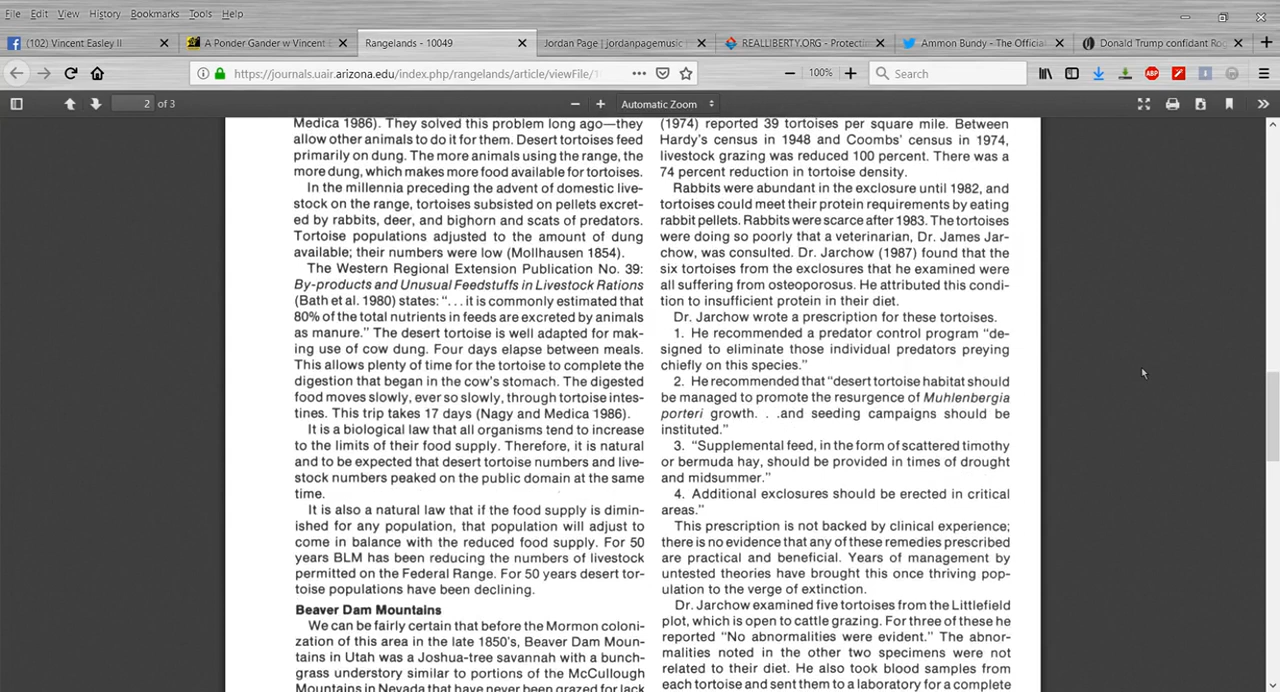 File Edit View History Bookmarks Tools Help
(102) Vincent Easley II
A Ponder Gander w Vincent
Rangelands - 10049
Jordan Page | jordanpagemusic
REALLIBERTY.ORG - Protectin
Ammon Bundy - The Official
Donald Trump confidant Ro
https://journals.uair.arizona.edu/index.php/rangelands/article/viewFile/1
100%
Search
ABP
2 of 3
Automatic Zoom
Medica 1986). They solved this problem long ago—they
allow other animals to do it for them. Desert tortoises feed
primarily on dung. The more animals using the range, the
more dung, which makes more food available for tortoises.
In the millennia preceding the advent of domestic live-
stock on the range, tortoises subsisted on pellets excret-
ed by rabbits, deer, and bighorn and scats of predators.
Tortoise populations adjusted to the amount of dung
available; their numbers were low (Mollhausen 1854).
The Western Regional Extension Publication No. 39:
By-products and Unusual Feedstuffs in Livestock Rations
(Bath et al. 1980) states: “. . . it is commonly estimated that
80% of the total nutrients in feeds are excreted by animals
as manure.” The desert tortoise is well adapted for mak-
ing use of cow dung. Four days elapse between meals.
This allows plenty of time for the tortoise to complete the
digestion that began in the cow's stomach. The digested
food moves slowly, ever so slowly, through tortoise intes-
tines. This trip takes 17 days (Nagy and Medica 1986).
It is a biological law that all organisms tend to increase
to the limits of their food supply. Therefore, it is natural
and to be expected that desert tortoise numbers and live-
stock numbers peaked on the public domain at the same
time.
It is also a natural law that if the food supply is dimin-
ished for any population, that population will adjust to
come in balance with the reduced food supply. For 50
years BLM has been reducing the numbers of livestock
permitted on the Federal Range. For 50 years desert tor-
toise populations have been declining.
Beaver Dam Mountains
We can be fairly certain that before the Mormon coloni-
zation of this area in the late 1850's, Beaver Dam Moun-
tains in Utah was a Joshua-tree savannah with a bunch-
grass understory similar to portions of the McCullough
Mountains in Nevada that have never been grazed for lack
(1974) reported 39 tortoises per square mile. Between
Hardy's census in 1948 and Coombs' census in 1974,
livestock grazing was reduced 100 percent. There was a
74 percent reduction in tortoise density.
Rabbits were abundant in the exclosure until 1982, and
tortoises could meet their protein requirements by eating
rabbit pellets. Rabbits were scarce after 1983. The tortoises
were doing so poorly that a veterinarian, Dr. James Jar-
chow, was consulted. Dr. Jarchow (1987) found that the
six tortoises from the exclosures that he examined were
all suffering from osteoporosus. He attributed this condi-
tion to insufficient protein in their diet.
Dr. Jarchow wrote a prescription for these tortoises.
1. He recommended a predator control program “de-
signed to eliminate those individual predators preying
chiefly on this species.”
2. He recommended that “desert tortoise habitat should
be managed to promote the resurgence of Muhlenbergia
porteri growth. . .and seeding campaigns should be
instituted.”
3. “Supplemental feed, in the form of scattered timothy
or bermuda hay, should be provided in times of drought
and midsummer.”
4. Additional exclosures should be erected in critical
areas.”
This prescription is not backed by clinical experience;
there is no evidence that any of these remedies prescribed
are practical and beneficial. Years of management by
untested theories have brought this once thriving pop-
ulation to the verge of extinction.
Dr. Jarchow examined five tortoises from the Littlefield
plot, which is open to cattle grazing. For three of these he
reported “No abnormalities were evident.” The abnor-
malities noted in the other two specimens were not
related to their diet. He also took blood samples from
each tortoise and sent them to a laboratory for a complete